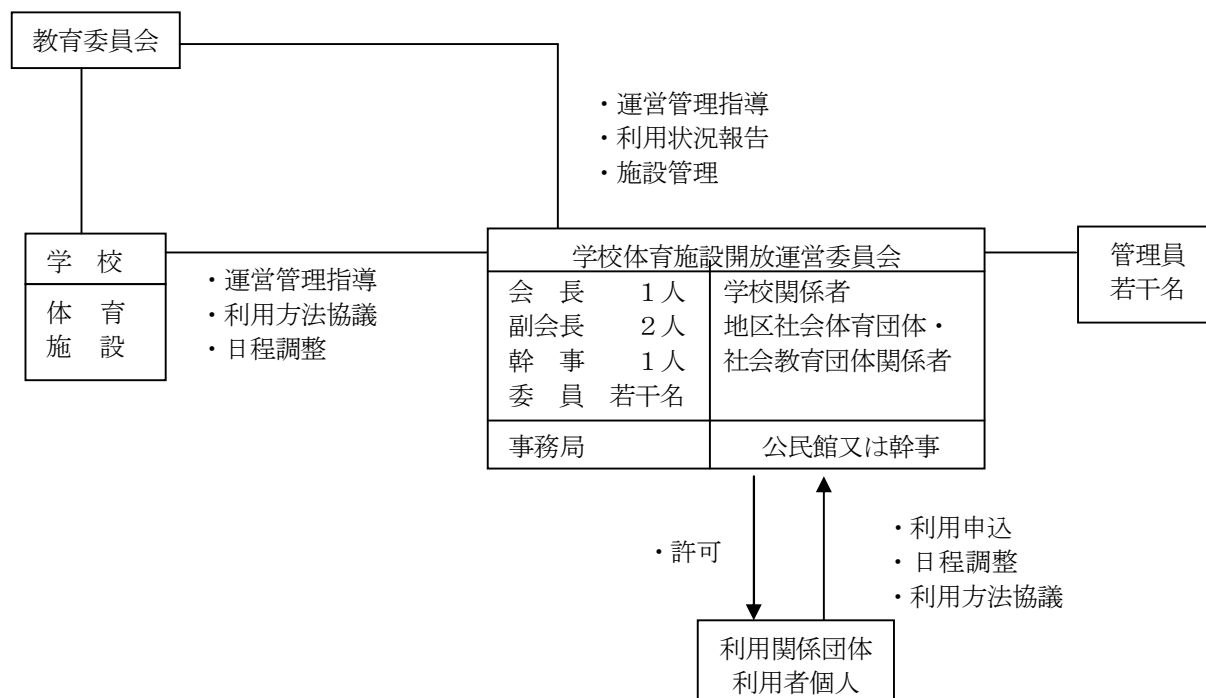 教育委員会
・運営管理指導
・利用状況報告
・施設管理
学　校
体　育
施　設
・運営管理指導
・利用方法協議
・日程調整
学校体育施設開放運営委員会
会　長　　１人
副会長　　２人
幹　事　　１人
委　員　若干名
学校関係者
地区社会体育団体・
社会教育団体関係者
事務局
公民館又は幹事
管理員
若干名
・許可
・利用申込
・日程調整
・利用方法協議
利用関係団体
利用者個人